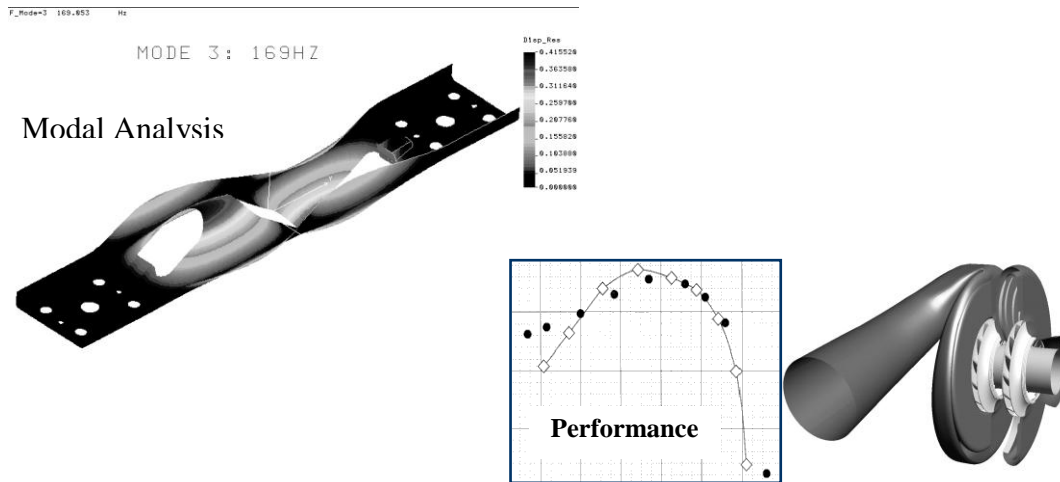 F_Mode=3 169.053 Hz
MODE 3: 169HZ
Modal Analysis
Disp_Res
0.415520
0.363580
0.311640
0.259700
0.207760
0.155820
0.103880
0.051939
0.000000
Performance